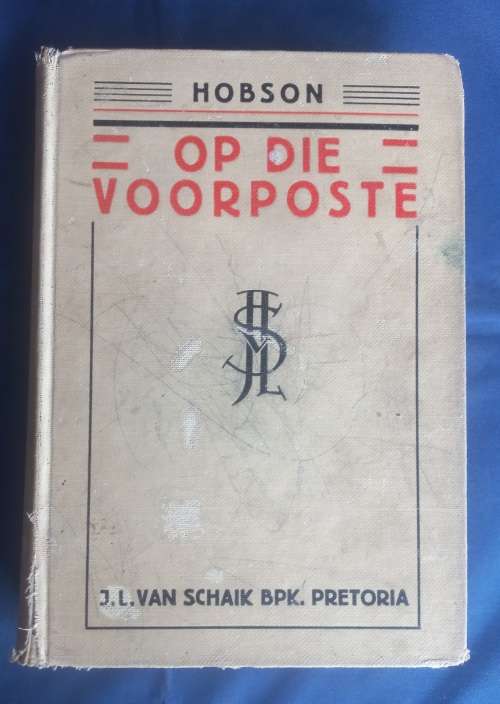 HOBSON
OP DIE
VOORPOSTE
J.L. VAN SCHAIK BPK. PRETORIA